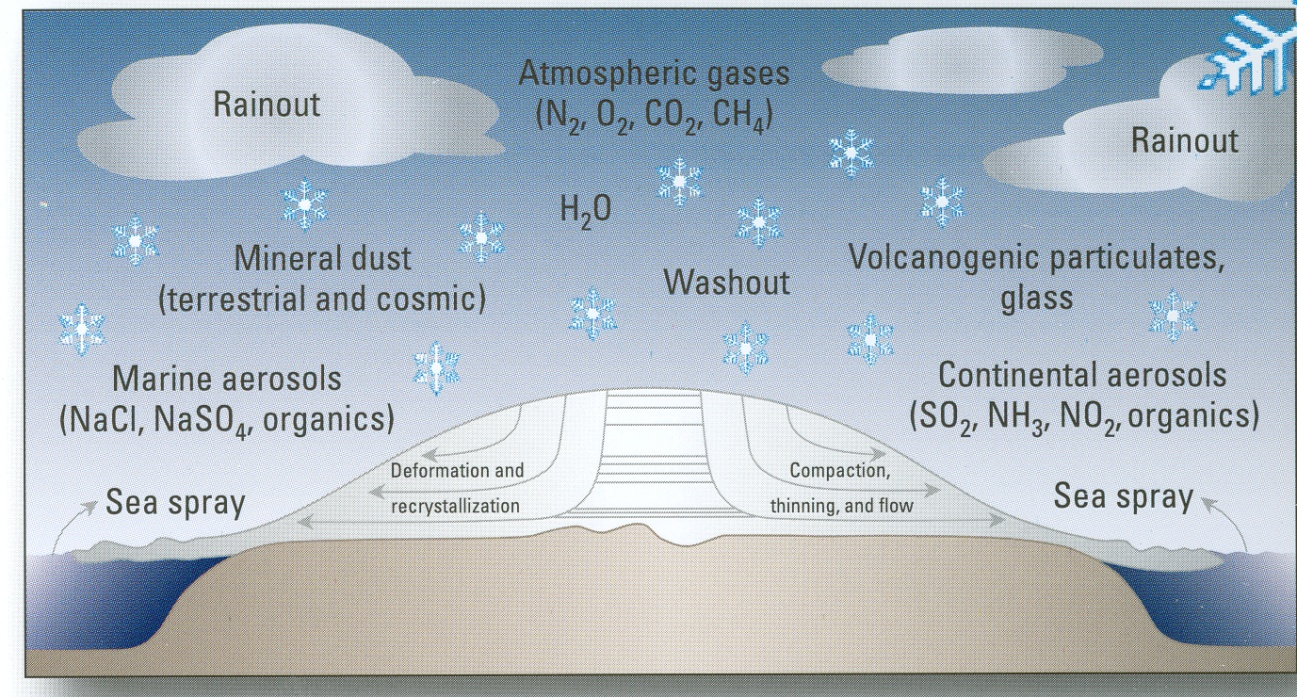 Rainout
Atmospheric gases
(N₂, O₂, CO₂, CH₄)
Rainout
H₂O
Mineral dust
(terrestrial and cosmic)
Washout
Volcanogenic particulates,
glass
Marine aerosols
(NaCl, NaSO₄, organics)
Continental aerosols
(SO₂, NH₃, NO₂, organics)
Deformation and
recrystallization
Compaction,
thinning, and flow
Sea spray
Sea spray